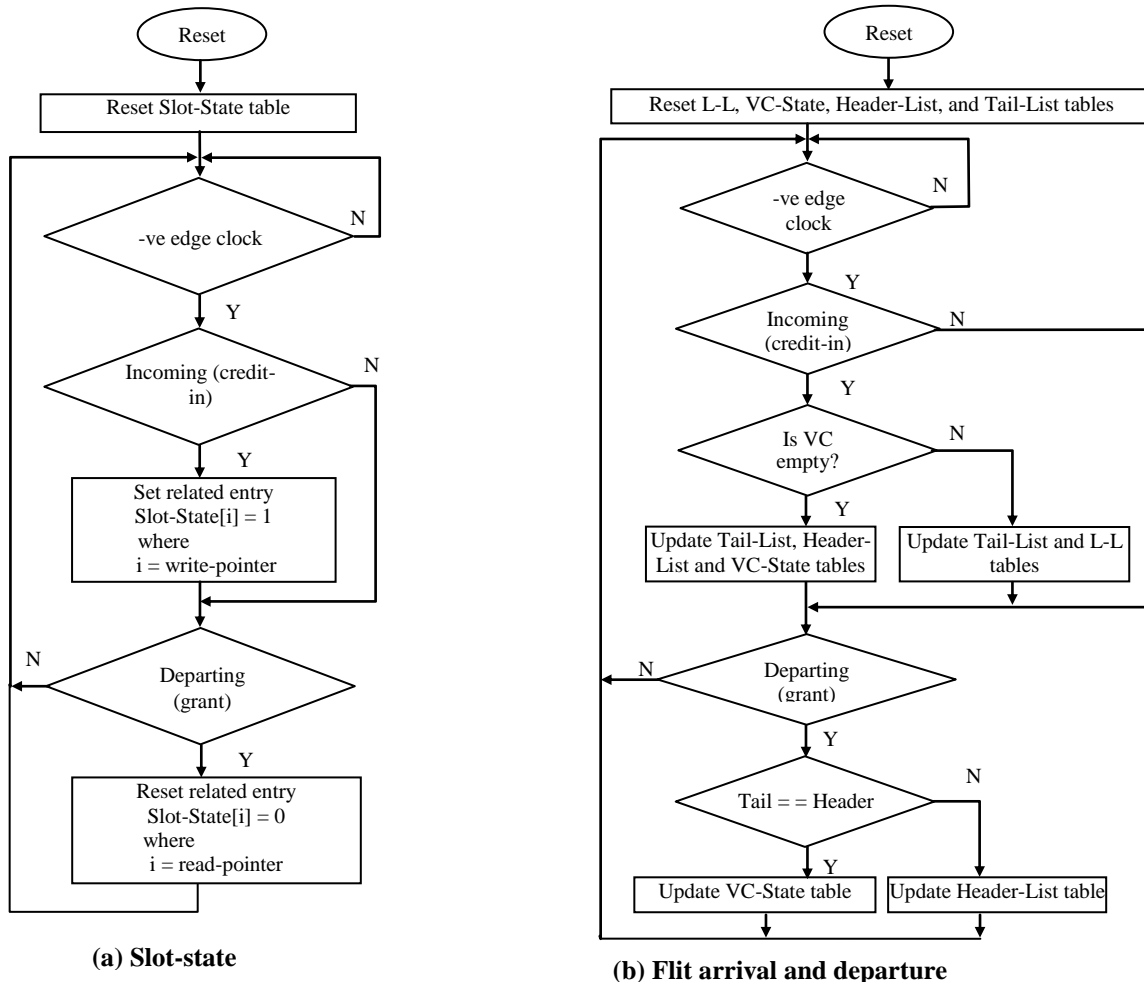 Reset
Reset Slot-State table
-ve edge clock
N
Y
Incoming (credit-
in)
N
Y
Set related entry
Slot-State[i] = 1
where
i = write-pointer
N
Departing
(grant)
Y
Reset related entry
Slot-State[i] = 0
where
i = read-pointer
(a) Slot-state
Reset
Reset L-L, VC-State, Header-List, and Tail-List tables
-ve edge
clock
N
Y
Incoming
(credit-in)
N
Y
Is VC
empty?
N
Y
Update Tail-List, Header-
List and VC-State tables
Update Tail-List and L-L
tables
N
Departing
(grant)
Y
Tail = = Header
N
Y
Update VC-State table
Update Header-List table
(b) Flit arrival and departure